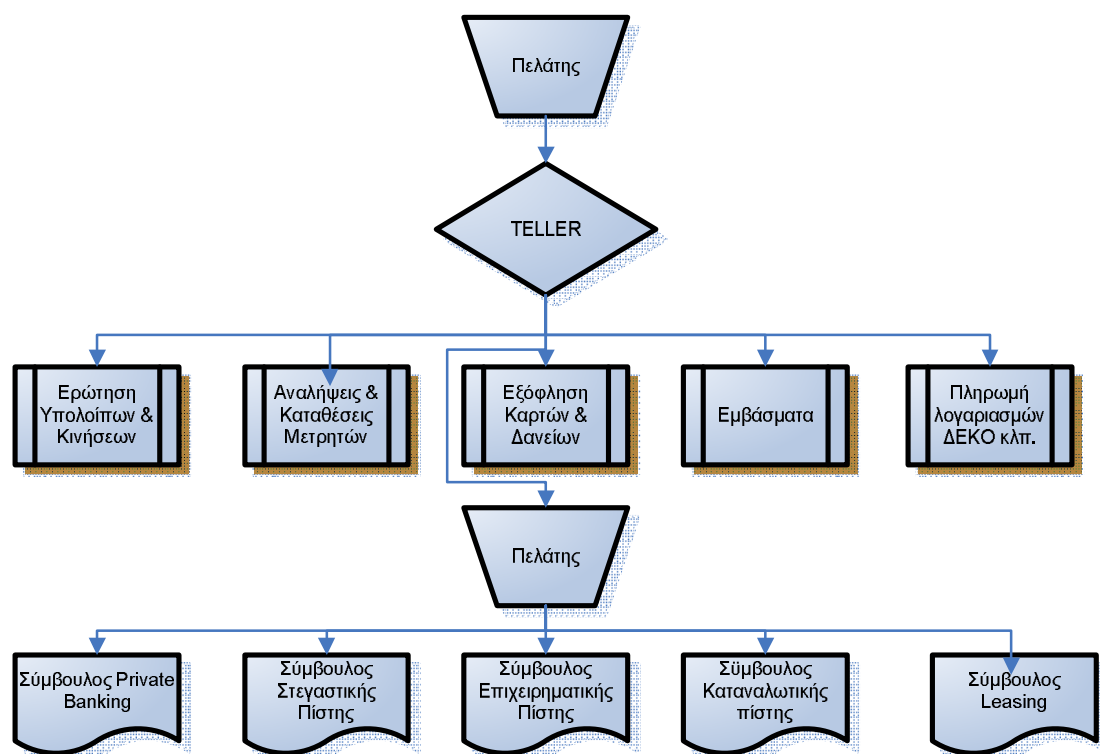 Πελάτης
TELLER
Ερώτηση
Υπολοίπων &
Κινήσεων
Αναλήψεις &
Καταθέσεις
Μετρητών
Εξόφληση
Καρτών &
Δανείων
Εμβάσματα
Πληρωμή
λογαριασμών
ΔΕΚΟ κλπ.
Πελάτης
Σύμβουλος Private
Banking
Σύμβουλος
Στεγαστικής
Πίστης
Σύμβουλος
Επιχειρηματικής
Πίστης
Σϋμβουλος
Καταναλωτικής
πίστης
Σύμβουλος
Leasing